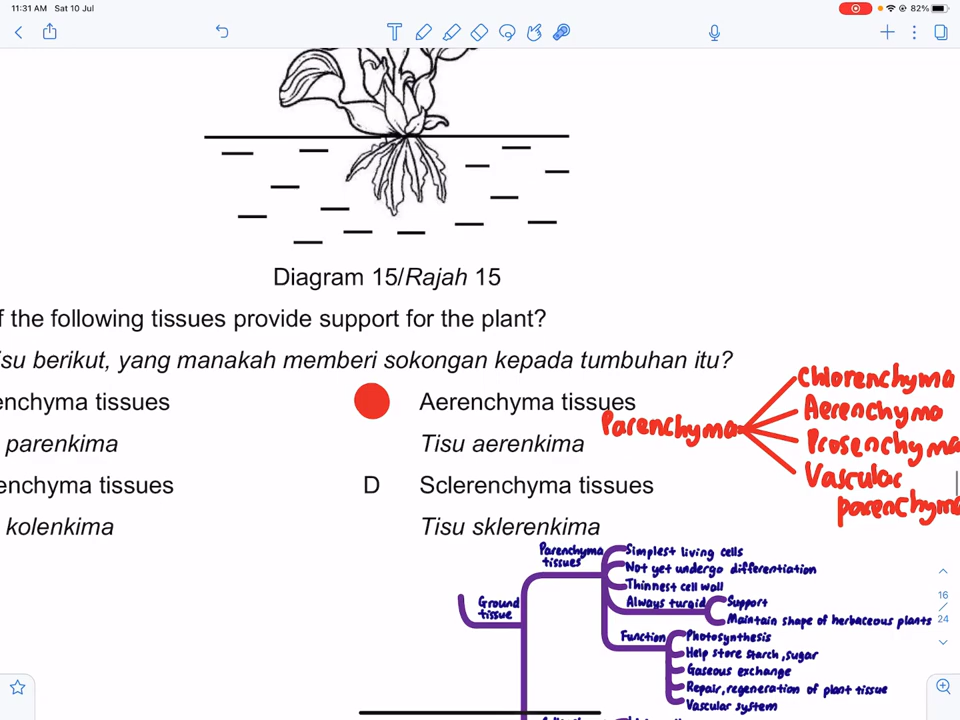 11:31 AM Sat 10 Jul
82%
T
Diagram 15/Rajah 15
f the following tissues provide support for the plant?
isu berikut, yang manakah memberi sokongan kepada tumbuhan itu?
enchyma tissues
Aerenchyma tissues
parenkima
Tisu aerenkima
enchyma tissues
D Sclerenchyma tissues
kolenkima
Tisu sklerenkima
Parenchyma
Chlorenchyma
Aerenchyma
Prosenchyma
Vascular
parenchyma
Ground
tissue
Parenchyma
tissues
Simplest living cells
Not yet undergo differentiation
Thinnest cell wall
Always turgid
Support
Maintain shape of herbaceous plants
Function
Photosynthesis
Help store starch, sugar
Gaseous exchange
Repair, regeneration of plant tissue
Vascular system
16
/
24